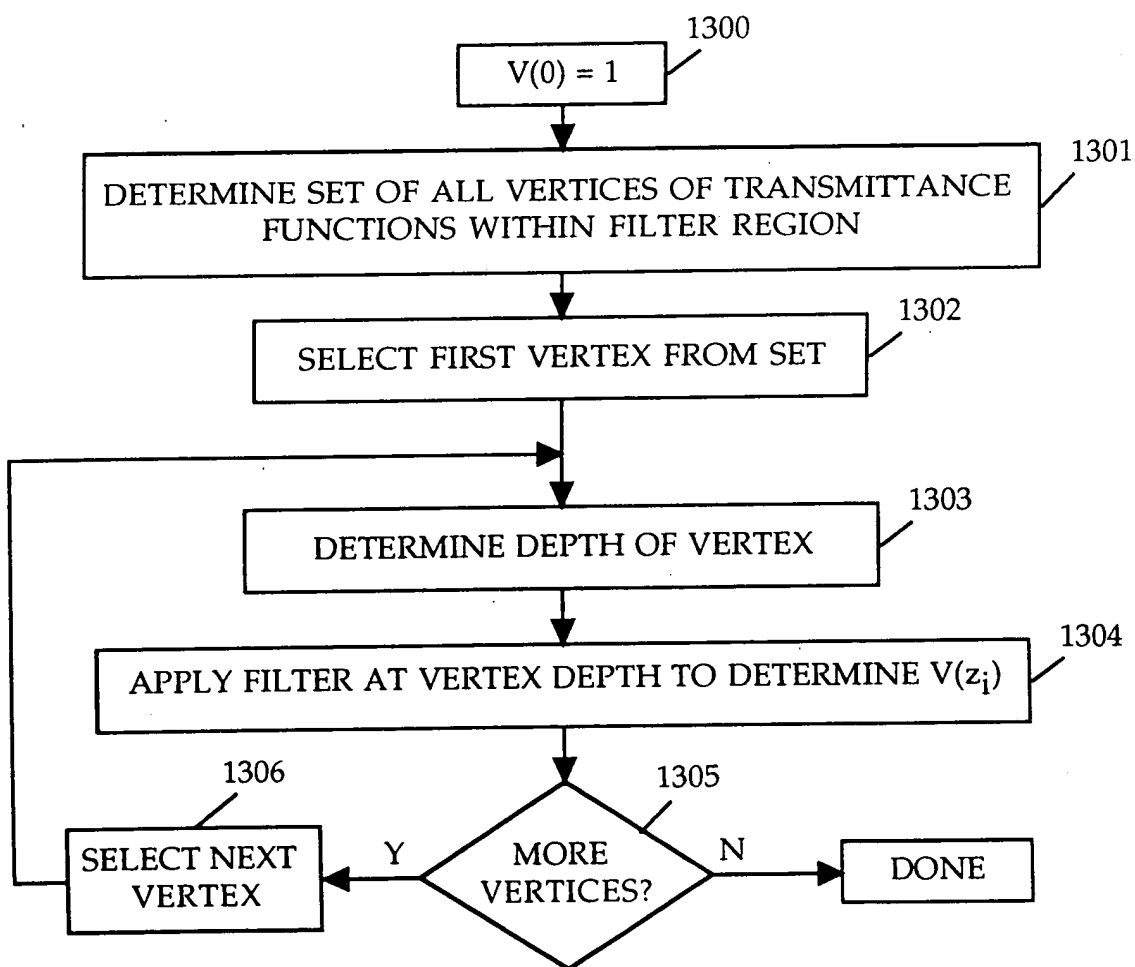 1300
V(0) = 1
1301
DETERMINE SET OF ALL VERTICES OF TRANSMITTANCE
FUNCTIONS WITHIN FILTER REGION
1302
SELECT FIRST VERTEX FROM SET
1303
DETERMINE DEPTH OF VERTEX
1304
APPLY FILTER AT VERTEX DEPTH TO DETERMINE V(zi)
1306
1305
SELECT NEXT
VERTEX
Y
MORE
VERTICES?
N
DONE